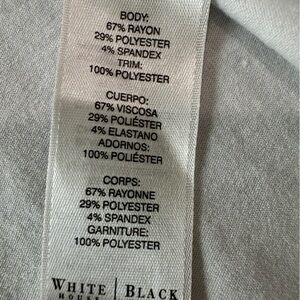 BODY:
67% RAYON
29% POLYESTER
4% SPANDEX
TRIM:
100% POLYESTER
CUERPO:
67% VISCOSA
29% POLIÉSTER
4% ELASTANO
ADORNOS:
100% POLIÉSTER
CORPS:
67% RAYONNE
29% POLYESTER
4% SPANDEX
GARNITURE:
100% POLYESTER
WHITE | BLACK
HOUSE